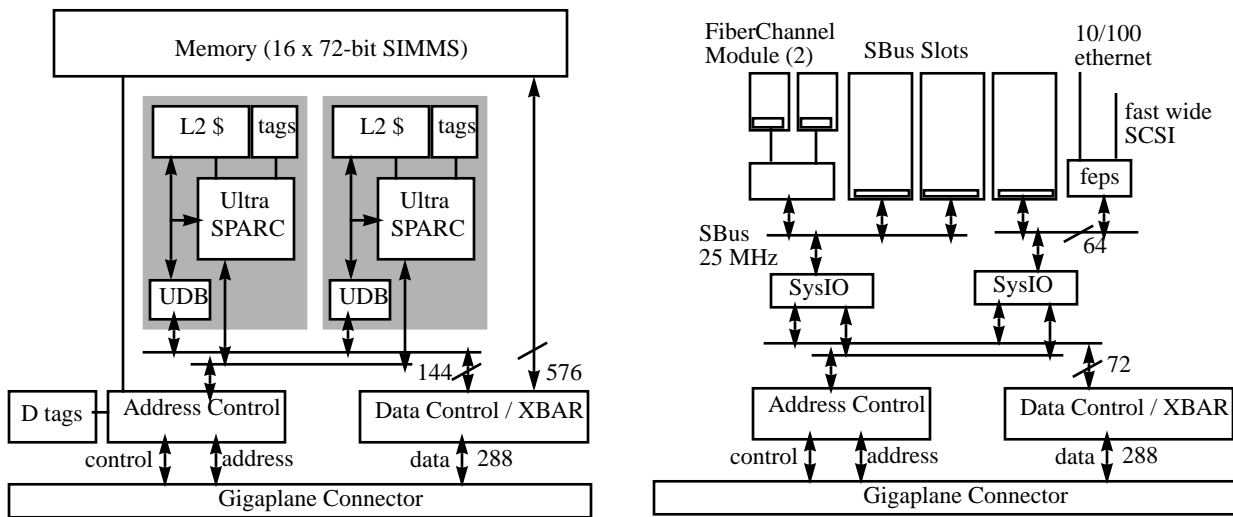 Memory (16 x 72-bit SIMMS)
L2 $
tags
L2 $
tags
Ultra
SPARC
Ultra
SPARC
UDB
UDB
144
576
D tags
Address Control
Data Control / XBAR
control
address
data
288
Gigaplane Connector
FiberChannel
Module (2)
SBus Slots
10/100
ethernet
fast wide
SCSI
feps
SBus
25 MHz
64
SysIO
SysIO
72
Address Control
Data Control / XBAR
control
address
data
288
Gigaplane Connector